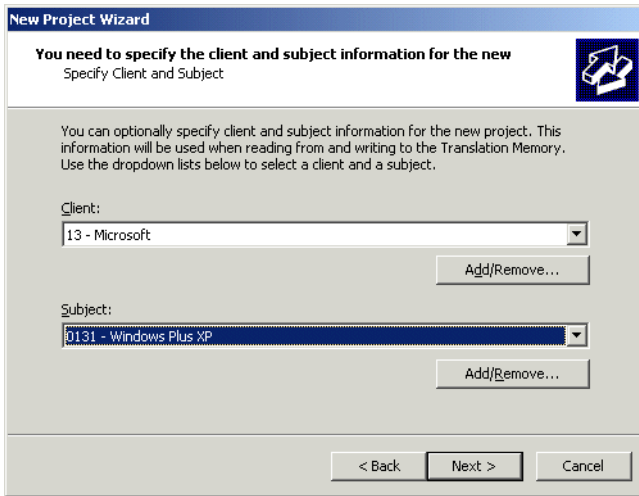 New Project Wizard
You need to specify the client and subject information for the new
Specify Client and Subject
You can optionally specify client and subject information for the new project. This
information will be used when reading from and writing to the Translation Memory.
Use the dropdown lists below to select a client and a subject.
Client:
13 - Microsoft
Add/Remove...
Subject:
0131 - Windows Plus XP
Add/Remove...
< Back Next > Cancel